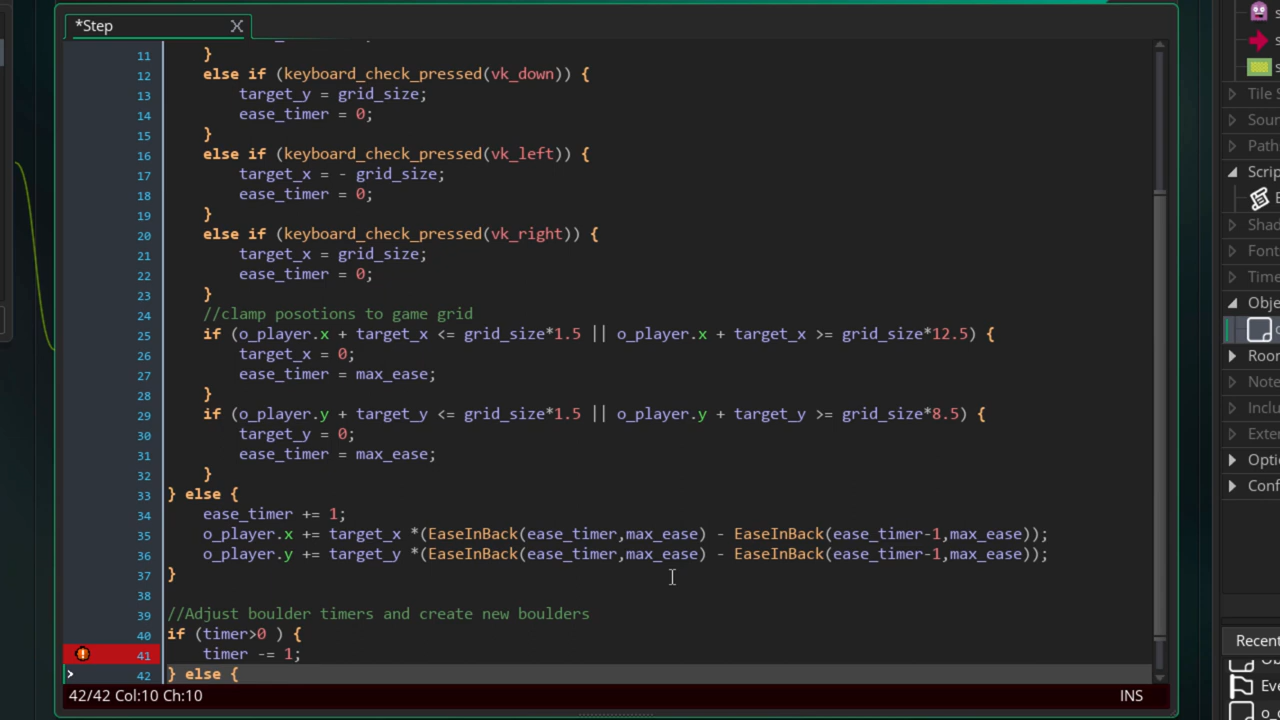 *Step X
11 }
12 else if (keyboard_check_pressed(vk_down)) {
13 target_y = grid_size;
14 ease_timer = 0;
15 }
16 else if (keyboard_check_pressed(vk_left)) {
17 target_x = - grid_size;
18 ease_timer = 0;
19 }
20 else if (keyboard_check_pressed(vk_right)) {
21 target_x = grid_size;
22 ease_timer = 0;
23 }
24 //clamp posotions to game grid
25 if (o_player.x + target_x <= grid_size*1.5 || o_player.x + target_x >= grid_size*12.5) {
26 target_x = 0;
27 ease_timer = max_ease;
28 }
29 if (o_player.y + target_y <= grid_size*1.5 || o_player.y + target_y >= grid_size*8.5) {
30 target_y = 0;
31 ease_timer = max_ease;
32 }
33 } else {
34 ease_timer += 1;
35 o_player.x += target_x *(EaseInBack(ease_timer,max_ease) - EaseInBack(ease_timer-1,max_ease));
36 o_player.y += target_y *(EaseInBack(ease_timer,max_ease) - EaseInBack(ease_timer-1,max_ease));
37 }
38
39 //Adjust boulder timers and create new boulders
40 if (timer>0 ) {
41 timer -= 1;
42 } else {
42/42 Col:10 Ch:10 INS
s
s
s
Tile S
Soun
Path
Scrip
E
Shad
Font
Time
Obje
Room
Note
Inclu
Exter
Optio
Conf
Recent
Eve